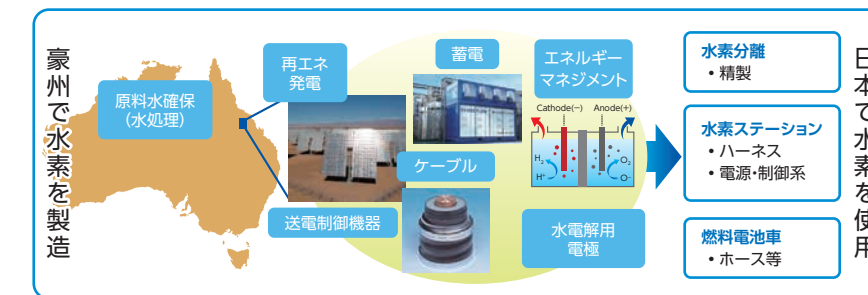 豪州で水素を製造
原料水確保
（水処理）
再エネ
発電
送電制御機器
蓄電
ケーブル
エネルギー
マネジメント
Cathode(−) Anode(+)
H₂
O₂
H⁺
O⁻
水電解用
電極
水素分離
・精製
水素ステーション
・ハーネス
・電源・制御系
燃料電池車
・ホース等
日本で水素を使用